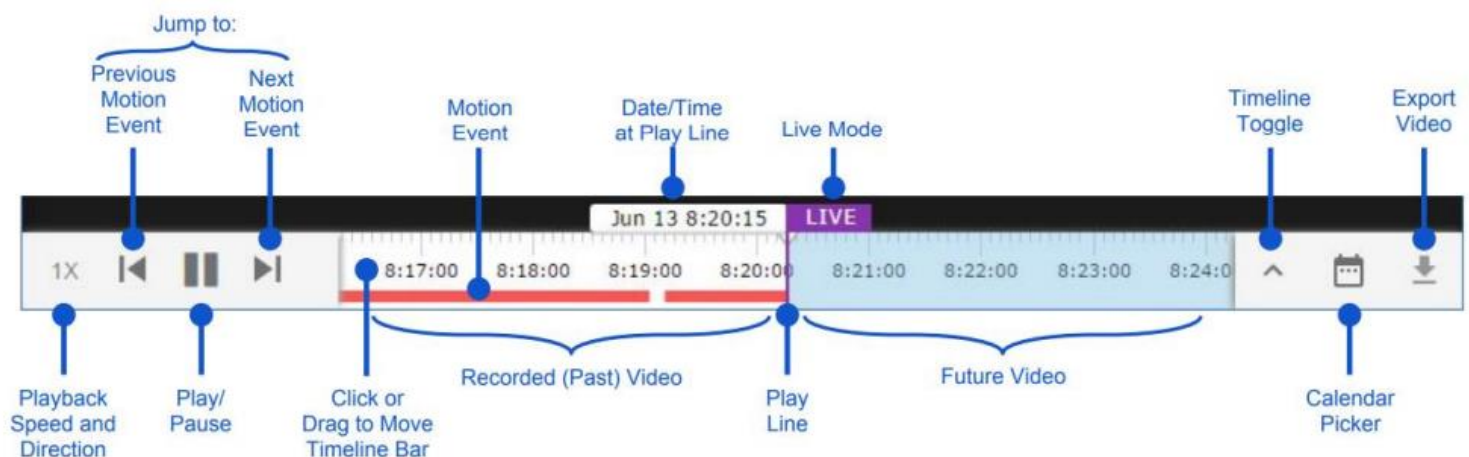 Jump to:
Previous
Motion
Event
Next
Motion
Event
Motion
Event
Date/Time
at Play Line
Live Mode
Timeline
Toggle
Export
Video
Jun 13 8:20:15
LIVE
1X
8:17:00
8:18:00
8:19:00
8:20:00
8:21:00
8:22:00
8:23:00
8:24:0
Playback
Speed and
Direction
Play/
Pause
Click or
Drag to Move
Timeline Bar
Recorded (Past) Video
Play
Line
Future Video
Calendar
Picker